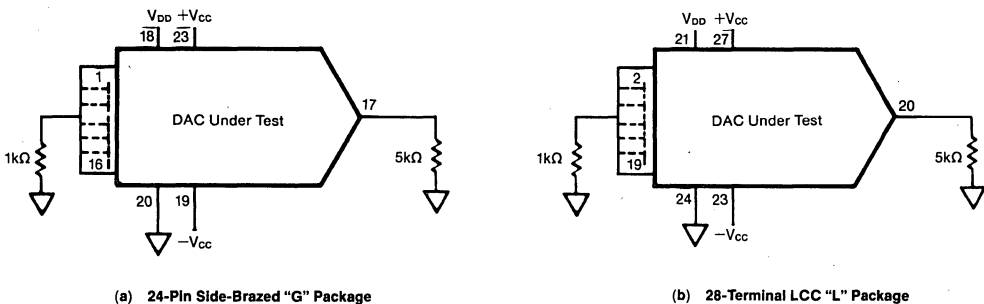 VDD +VCC
18 23
1
DAC Under Test
17
1kΩ
16
5kΩ
20 19
−VCC
(a) 24-Pin Side-Brazed “G” Package
VDD +VCC
21 27
2
DAC Under Test
20
1kΩ
19
5kΩ
24 23
−VCC
(b) 28-Terminal LCC “L” Package